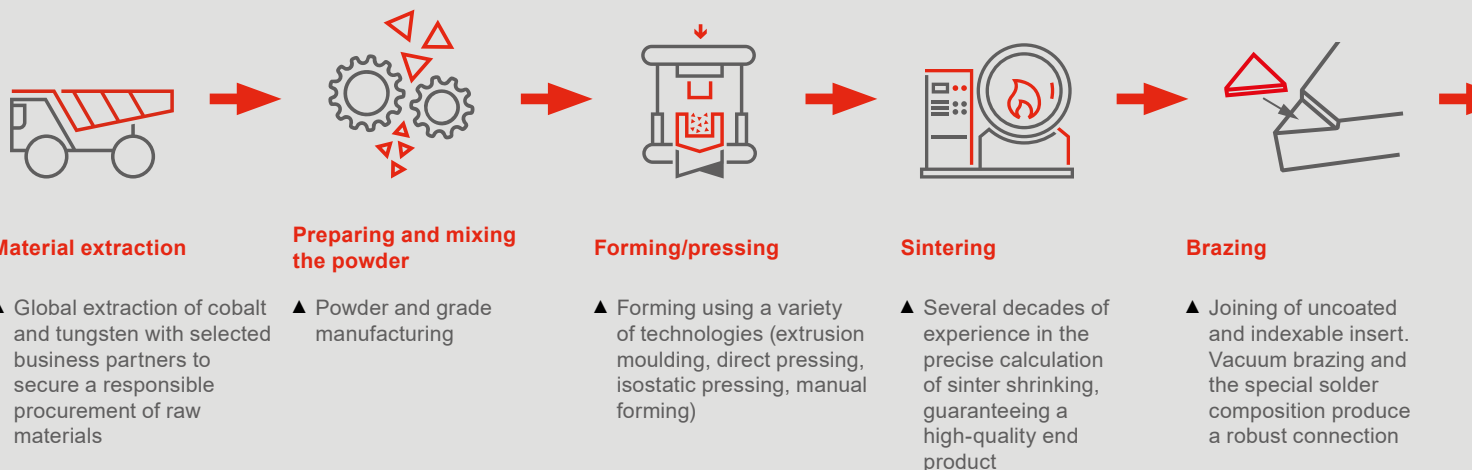 Material extraction
▲ Global extraction of cobalt
and tungsten with selected
business partners to
secure a responsible
procurement of raw
materials
Preparing and mixing
the powder
▲ Powder and grade
manufacturing
Forming/pressing
▲ Forming using a variety
of technologies (extrusion
moulding, direct pressing,
isostatic pressing, manual
forming)
Sintering
▲ Several decades of
experience in the
precise calculation
of sinter shrinking,
guaranteeing a
high-quality end
product
Brazing
▲ Joining of uncoated
and indexable insert.
Vacuum brazing and
the special solder
composition produce
a robust connection